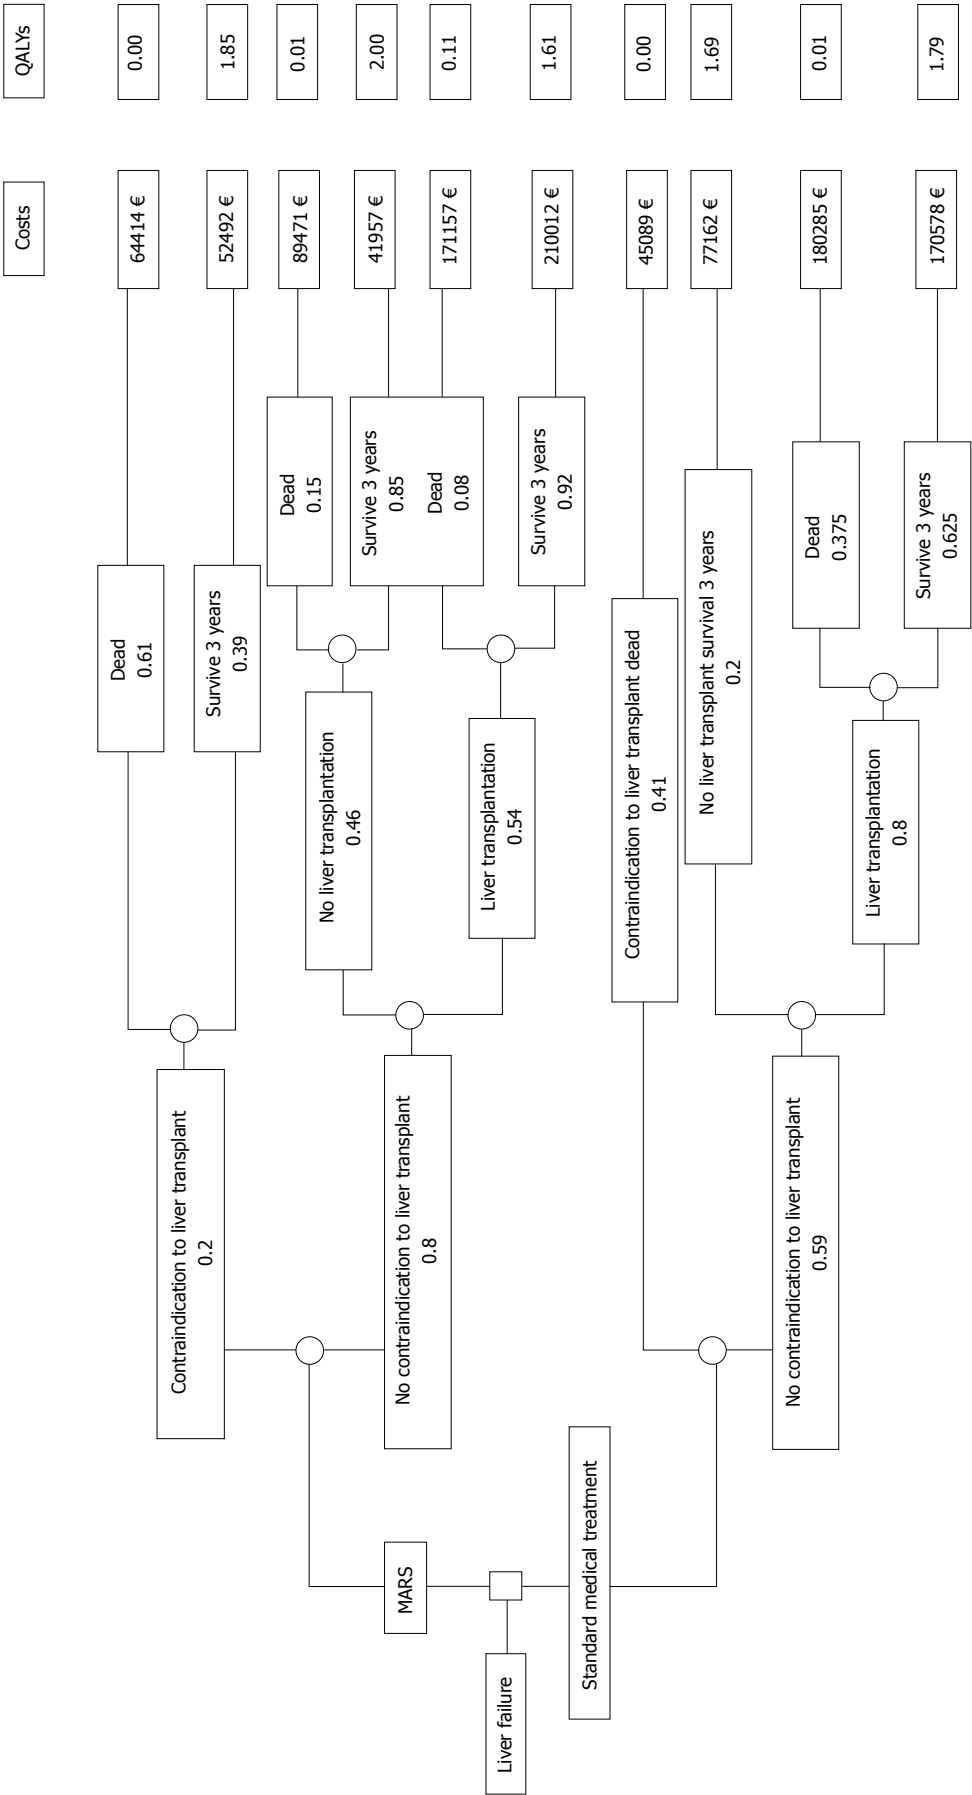 Costs
QALYs
Liver failure
MARS
Contraindication to liver transplant
0.2
Dead
0.61
64414 €
0.00
Survive 3 years
0.39
52492 €
1.85
No contraindication to liver transplant
0.8
No liver transplantation
0.46
Dead
0.15
89471 €
0.01
Survive 3 years
0.85
41957 €
2.00
Liver transplantation
0.54
Dead
0.08
171157 €
0.11
Survive 3 years
0.92
210012 €
1.61
Standard medical treatment
Contraindication to liver transplant dead
0.41
45089 €
0.00
No contraindication to liver transplant
0.59
No liver transplant survival 3 years
0.2
77162 €
1.69
Liver transplantation
0.8
Dead
0.375
180285 €
0.01
Survive 3 years
0.625
170578 €
1.79